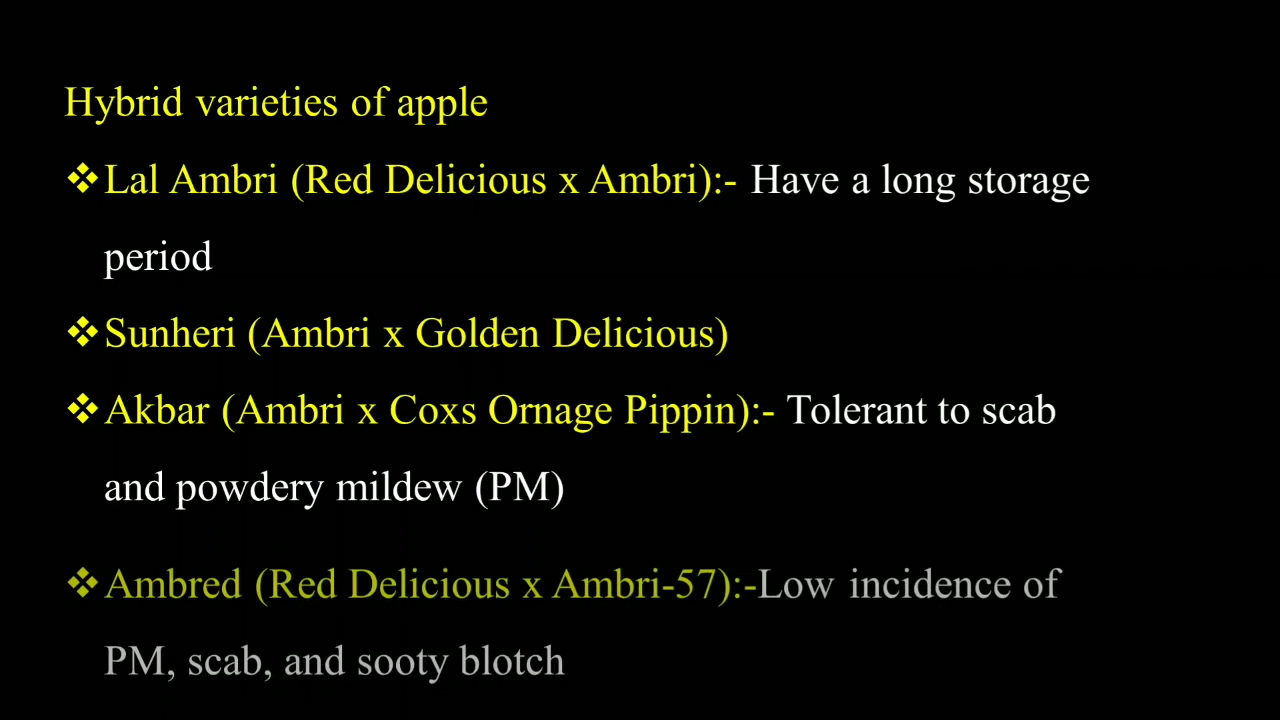 Hybrid varieties of apple
❖Lal Ambri (Red Delicious x Ambri):- Have a long storage
period
❖Sunheri (Ambri x Golden Delicious)
❖Akbar (Ambri x Coxs Ornage Pippin):- Tolerant to scab
and powdery mildew (PM)
❖Ambred (Red Delicious x Ambri-57):-Low incidence of
PM, scab, and sooty blotch